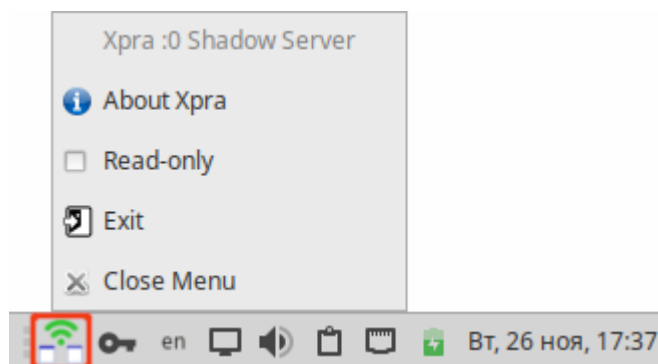 Xpra :0 Shadow Server
About Xpra
Read-only
Exit
Close Menu
en Вт, 26 ноя, 17:37